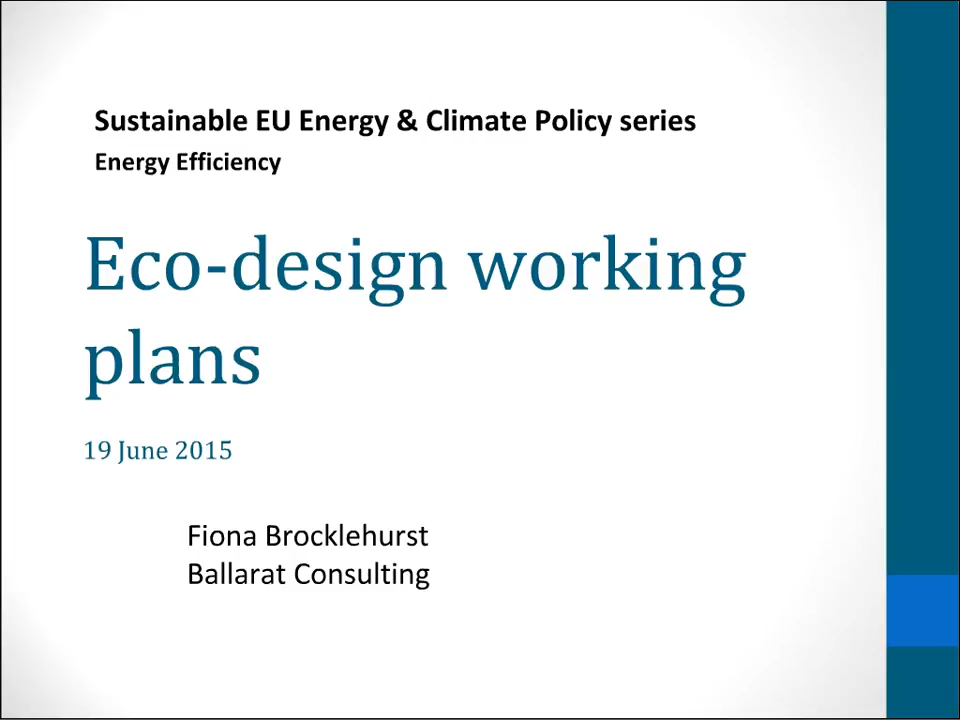 Sustainable EU Energy & Climate Policy series
Energy Efficiency
Eco-design working
plans
19 June 2015
Fiona Brocklehurst
Ballarat Consulting